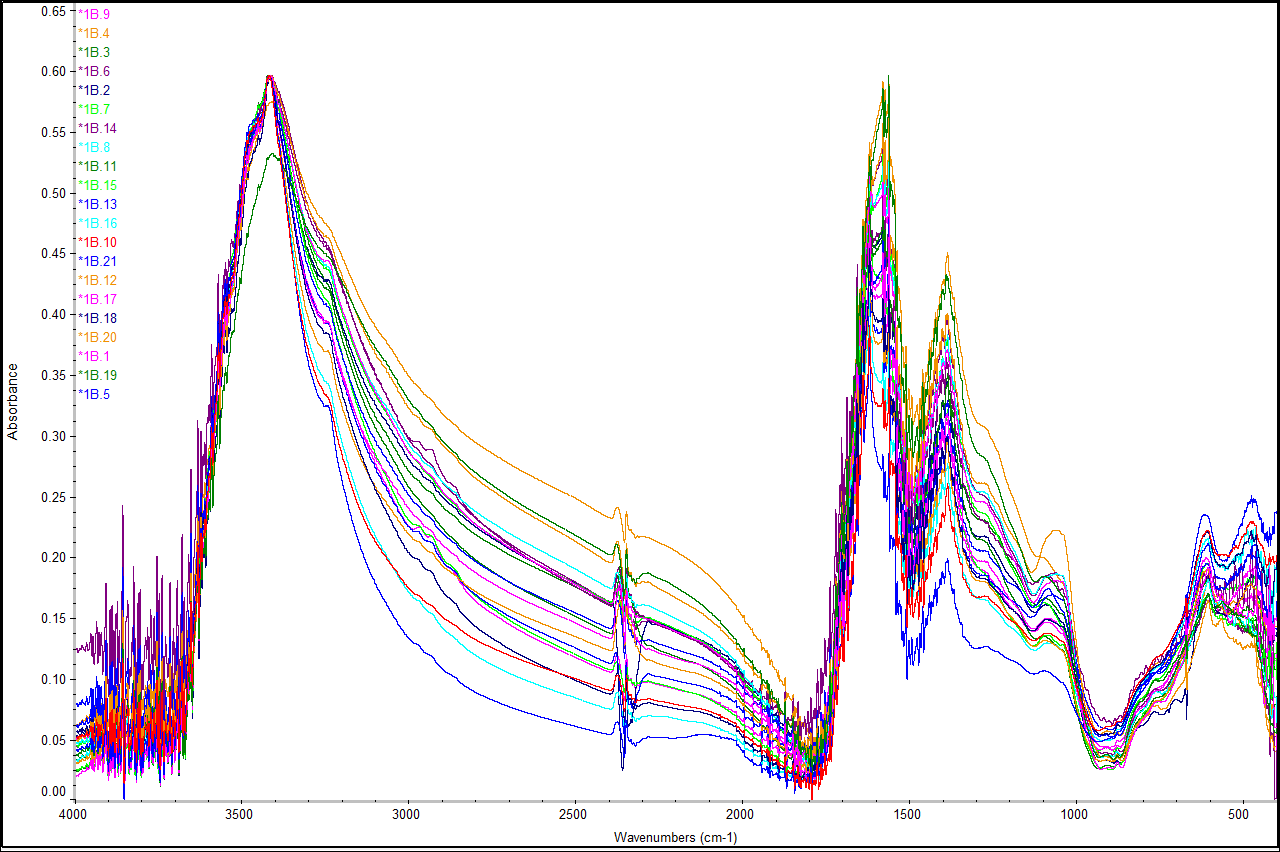 0.65
*1B.9
*1B.4
*1B.3
0.60
*1B.6
*1B.2
*1B.7
0.55
*1B.14
*1B.8
*1B.11
0.50
*1B.15
*1B.13
*1B.16
*1B.10
0.45
*1B.21
*1B.12
*1B.17
0.40
*1B.18
*1B.20
*1B.1
0.35
*1B.19
*1B.5
0.30
0.25
0.20
0.15
0.10
0.05
0.00
Absorbance
4000 3500 3000 2500 2000 1500 1000 500
Wavenumbers (cm-1)